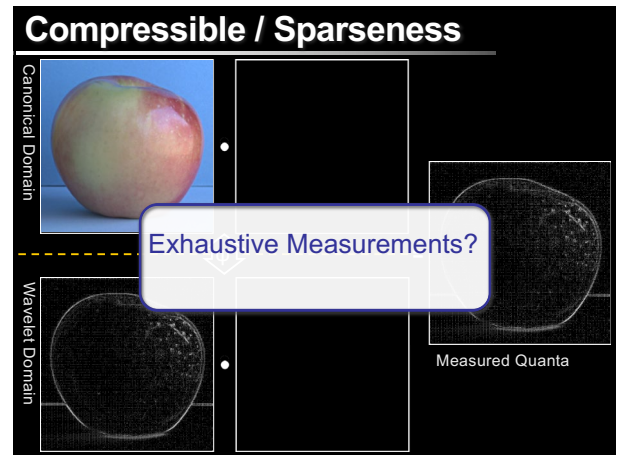 Compressible / Sparseness
Canonical Domain
Exhaustive Measurements?
Wavelet Domain
Measured Quanta